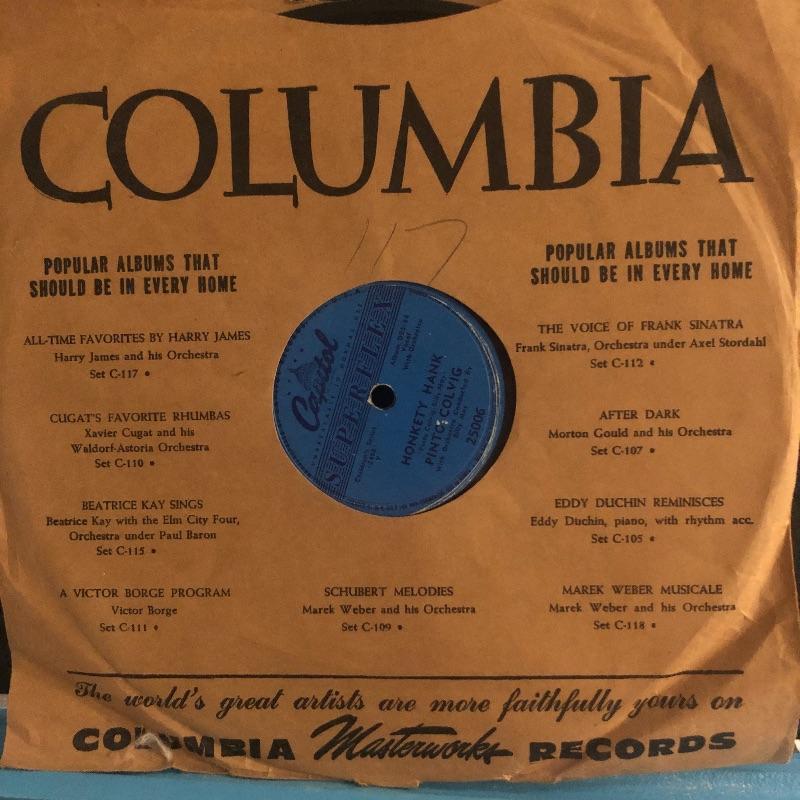 COLUMBIA
117
POPULAR ALBUMS THAT
SHOULD BE IN EVERY HOME
ALL-TIME FAVORITES BY HARRY JAMES
Harry James and his Orchestra
Set C-117 •
CUGAT'S FAVORITE RHUMBAS
Xavier Cugat and his
Waldorf-Astoria Orchestra
Set C-110 •
BEATRICE KAY SINGS
Beatrice Kay with the Elm City Four,
Orchestra under Paul Baron
Set C-115 •
A VICTOR BORGE PROGRAM
Victor Borge
Set C-111 •
Capitol
SUPERFLEX
HONKETY HANK
PINTO COLVIG
With Orchestra Conducted by
Billy May
25006
SCHUBERT MELODIES
Marek Weber and his Orchestra
Set C-109 •
POPULAR ALBUMS THAT
SHOULD BE IN EVERY HOME
THE VOICE OF FRANK SINATRA
Frank Sinatra, Orchestra under Axel Stordahl
Set C-112 •
AFTER DARK
Morton Gould and his Orchestra
Set C-107 •
EDDY DUCHIN REMINISCES
Eddy Duchin, piano, with rhythm acc.
Set C-105 •
MAREK WEBER MUSICALE
Marek Weber and his Orchestra
Set C-118 •
The world's great artists are more faithfully yours on
COLUMBIA Masterworks RECORDS